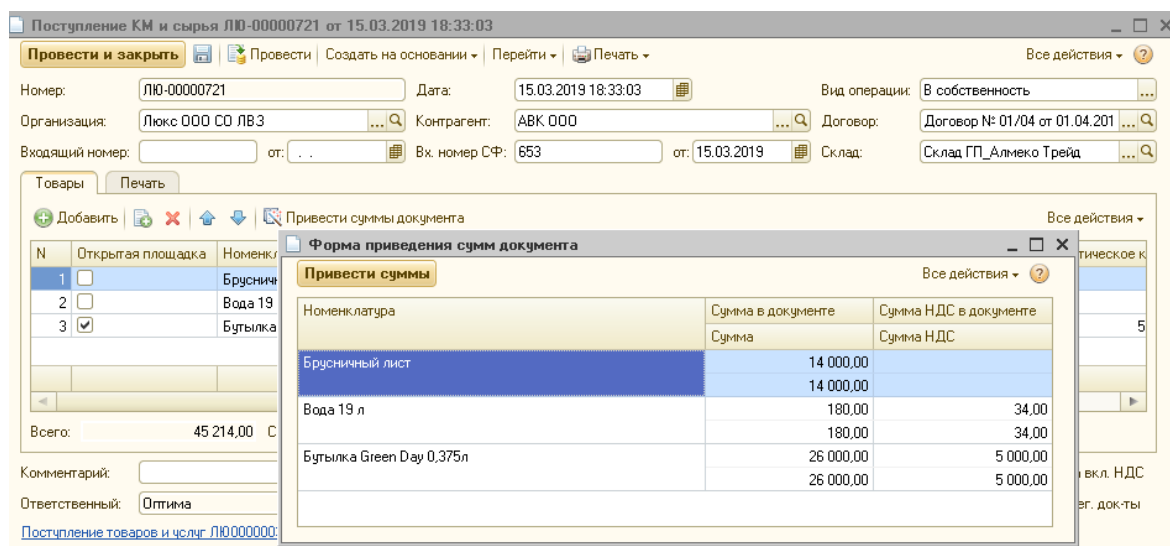 Поступление КМ и сырья ЛЮ-00000721 от 15.03.2019 18:33:03
Провести и закрыть Провести Создать на основании Перейти Печать Все действия
Номер: ЛЮ-00000721 Дата: 15.03.2019 18:33:03 Вид операции: В собственность ...
Организация: Люкс ООО СО ЛВЗ ... Контрагент: АВК ООО ... Договор: Договор № 01/04 от 01.04.201 ...
Входящий номер: от: . . Вх. номер СФ: 653 от: 15.03.2019 Склад: Склад ГП_Алмеко Трейд ...
Товары Печать
Добавить Привести суммы документа Все действия
N Открытая площадка Форма приведения сумм документа
1 Привести суммы Все действия ?
2 Вода 19 Номенклатура Сумма в документе Сумма НДС в документе
3 Бутылка Сумма Сумма НДС 5
Брусничный лист 14 000,00
14 000,00
Вода 19 л 180,00 34,00
Всего: 45 214,00 С 180,00 34,00
Бутылка Green Day 0,375л 26 000,00 5 000,00
Комментарий: 26 000,00 5 000,00 вкл. НДС
Ответственный: Оптима ег. док-ты
Поступление товаров и услуг